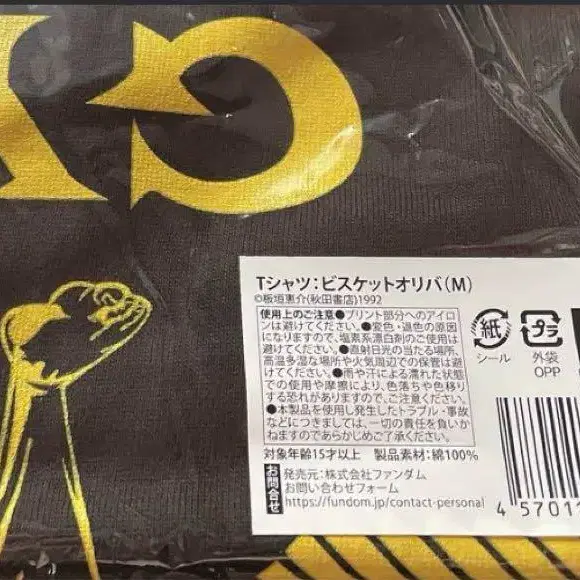 Tシャツ:ビスケットオリバ(M)
©板垣恵介(秋田書店)1992
使用上のご注意●プリント部分へのアイロ
ンは避けてください。●変色・退色の原因
になりますので、塩素系漂白剤のご使用は
避けてください。●直射日光の当たる場所、
高温多湿な場所や火気周辺での保管は避
けてください。●雨や汗による濡れた状態
での使用や摩擦により、色落ちや色移りす
る恐れがありますので、ご注意ください。
●本製品を使用し発生したトラブル・事故
などにつきましては、一切の責任を負いか
ねますのであらかじめご了承ください。
対象年齢15才以上 製品素材:綿100%
お問合せ
発売元:株式会社ファンダム
お問い合わせフォーム
https://fundom.jp/contact-personal
紙
シール
プラ
外袋
OPP
4 57011